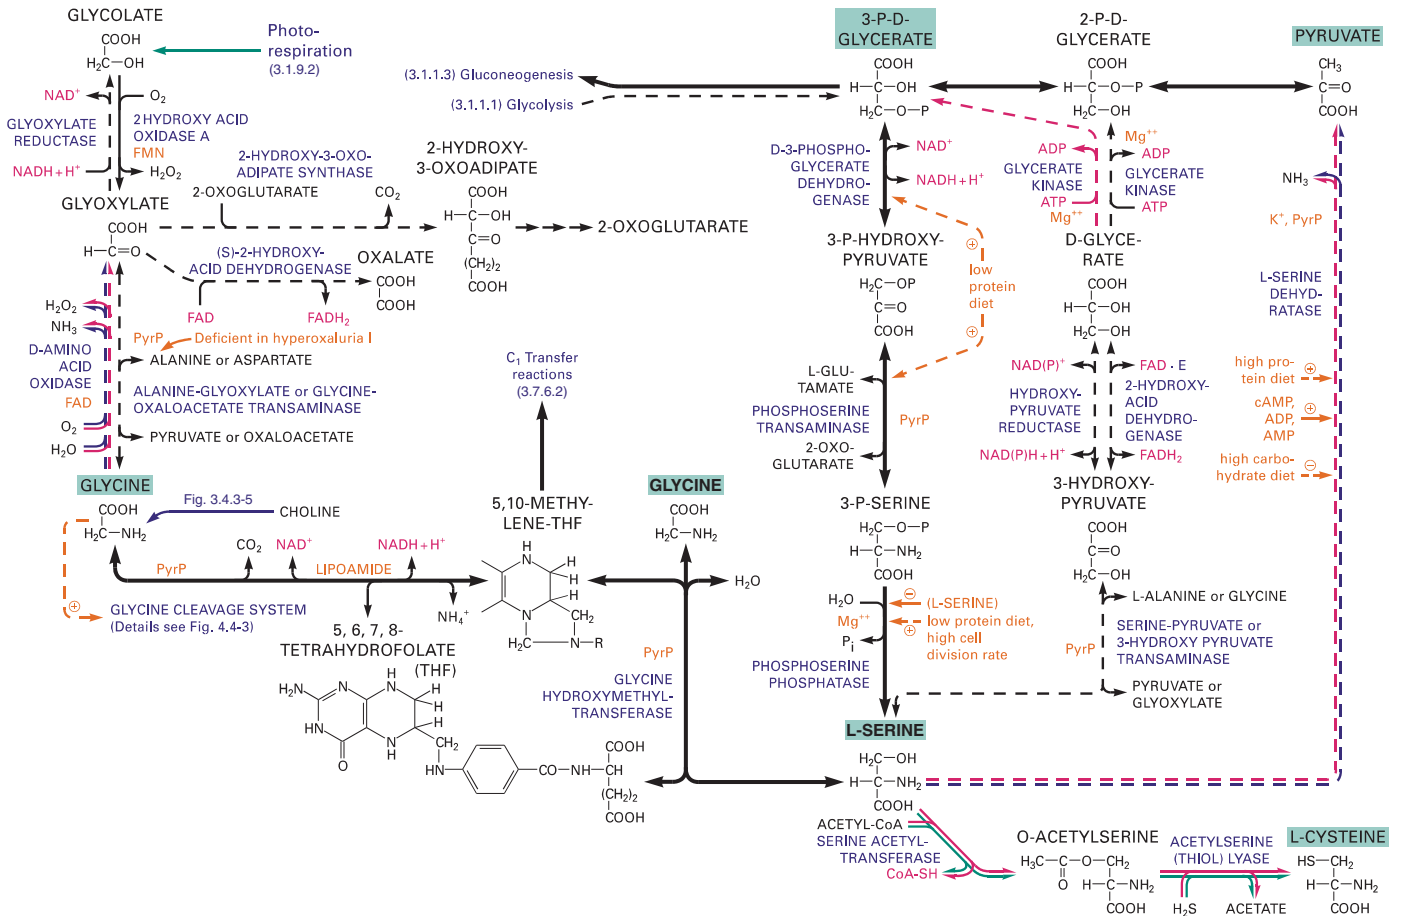 GLYCOLATE
COOH
H₂C—OH
Photo-
respiration
(3.1.9.2)
NAD⁺
O₂
GLYOXYLATE
REDUCTASE
2 HYDROXY ACID
OXIDASE A
FMN
NADH+H⁺
H₂O₂
GLYOXYLATE
COOH
H—C=O
2-HYDROXY-3-OXO-
ADIPATE SYNTHASE
2-OXOGLUTARATE
CO₂
2-HYDROXY-
3-OXOADIPATE
COOH
H—C—OH
C=O
(CH₂)₂
COOH
2-OXOGLUTARATE
(S)-2-HYDROXY-
ACID DEHYDROGENASE
OXALATE
COOH
COOH
FAD
FADH₂
H₂O₂
NH₃
D-AMINO
ACID
OXIDASE
FAD
O₂
H₂O
PyrP
Deficient in hyperoxaluria I
ALANINE or ASPARTATE
ALANINE-GLYOXYLATE or GLYCINE-
OXALOACETATE TRANSAMINASE
PYRUVATE or OXALOACETATE
GLYCINE
COOH
H₂C—NH₂
Fig. 3.4.3-5
CHOLINE
PyrP
CO₂
NAD⁺
LIPOAMIDE
NADH+H⁺
NH₄⁺
+
GLYCINE CLEAVAGE SYSTEM
(Details see Fig. 4.4-3)
5, 6, 7, 8-
TETRAHYDROFOLATE
(THF)
H₂N
N
H
N
H
H
HN
N
N
H
H
O
CH₂
HN
CO—NH—CH
COOH
(CH₂)₂
COOH
C₁ Transfer
reactions
(3.7.6.2)
5,10-METHY-
LENE-THF
H
N
H
H
H
N
H₂C
N—R
GLYCINE
COOH
H₂C—NH₂
H₂O
PyrP
GLYCINE
HYDROXYMETHYL-
TRANSFERASE
(3.1.1.3) Gluconeogenesis
(3.1.1.1) Glycolysis
3-P-D-
GLYCERATE
COOH
H—C—OH
H₂C—O—P
D-3-PHOSPHO-
GLYCERATE
DEHYDRO-
GENASE
NAD⁺
NADH+H⁺
3-P-HYDROXY-
PYRUVATE
H₂C—OP
C=O
COOH
+
low
protein
diet
+
L-GLU-
TAMATE
PHOSPHOSERINE
TRANSAMINASE
PyrP
2-OXO-
GLUTARATE
3-P-SERINE
H₂C—O—P
H—C—NH₂
COOH
H₂O
−
(L-SERINE)
Mg⁺⁺
+
low protein diet,
high cell
division rate
Pᵢ
PHOSPHOSERINE
PHOSPHATASE
L-SERINE
H₂C—OH
H—C—NH₂
COOH
2-P-D-
GLYCERATE
COOH
H—C—O—P
H₂C—OH
PYRUVATE
CH₃
C=O
COOH
ADP
GLYCERATE
KINASE
ATP
Mg⁺⁺
Mg⁺⁺
ADP
GLYCERATE
KINASE
ATP
D-GLYCE-
RATE
COOH
H—C—OH
H₂C—OH
NAD(P)⁺
HYDROXY-
PYRUVATE
REDUCTASE
NAD(P)H+H⁺
FAD · E
2-HYDROXY-
ACID
DEHYDRO-
GENASE
FADH₂
3-HYDROXY-
PYRUVATE
COOH
C=O
H₂C—OH
L-ALANINE or GLYCINE
PyrP
SERINE-PYRUVATE or
3-HYDROXY PYRUVATE
TRANSAMINASE
PYRUVATE or
GLYOXYLATE
NH₃
K⁺, PyrP
L-SERINE
DEHYD-
RATASE
high pro-
tein diet
+
cAMP,
ADP,
AMP
+
high carbo-
hydrate diet
−
ACETYL-CoA
SERINE ACETYL-
TRANSFERASE
CoA-SH
O-ACETYLSERINE
H₃C—C—O—CH₂
O
H—C—NH₂
COOH
ACETYLSERINE
(THIOL) LYASE
H₂S
ACETATE
L-CYSTEINE
HS—CH₂
H—C—NH₂
COOH